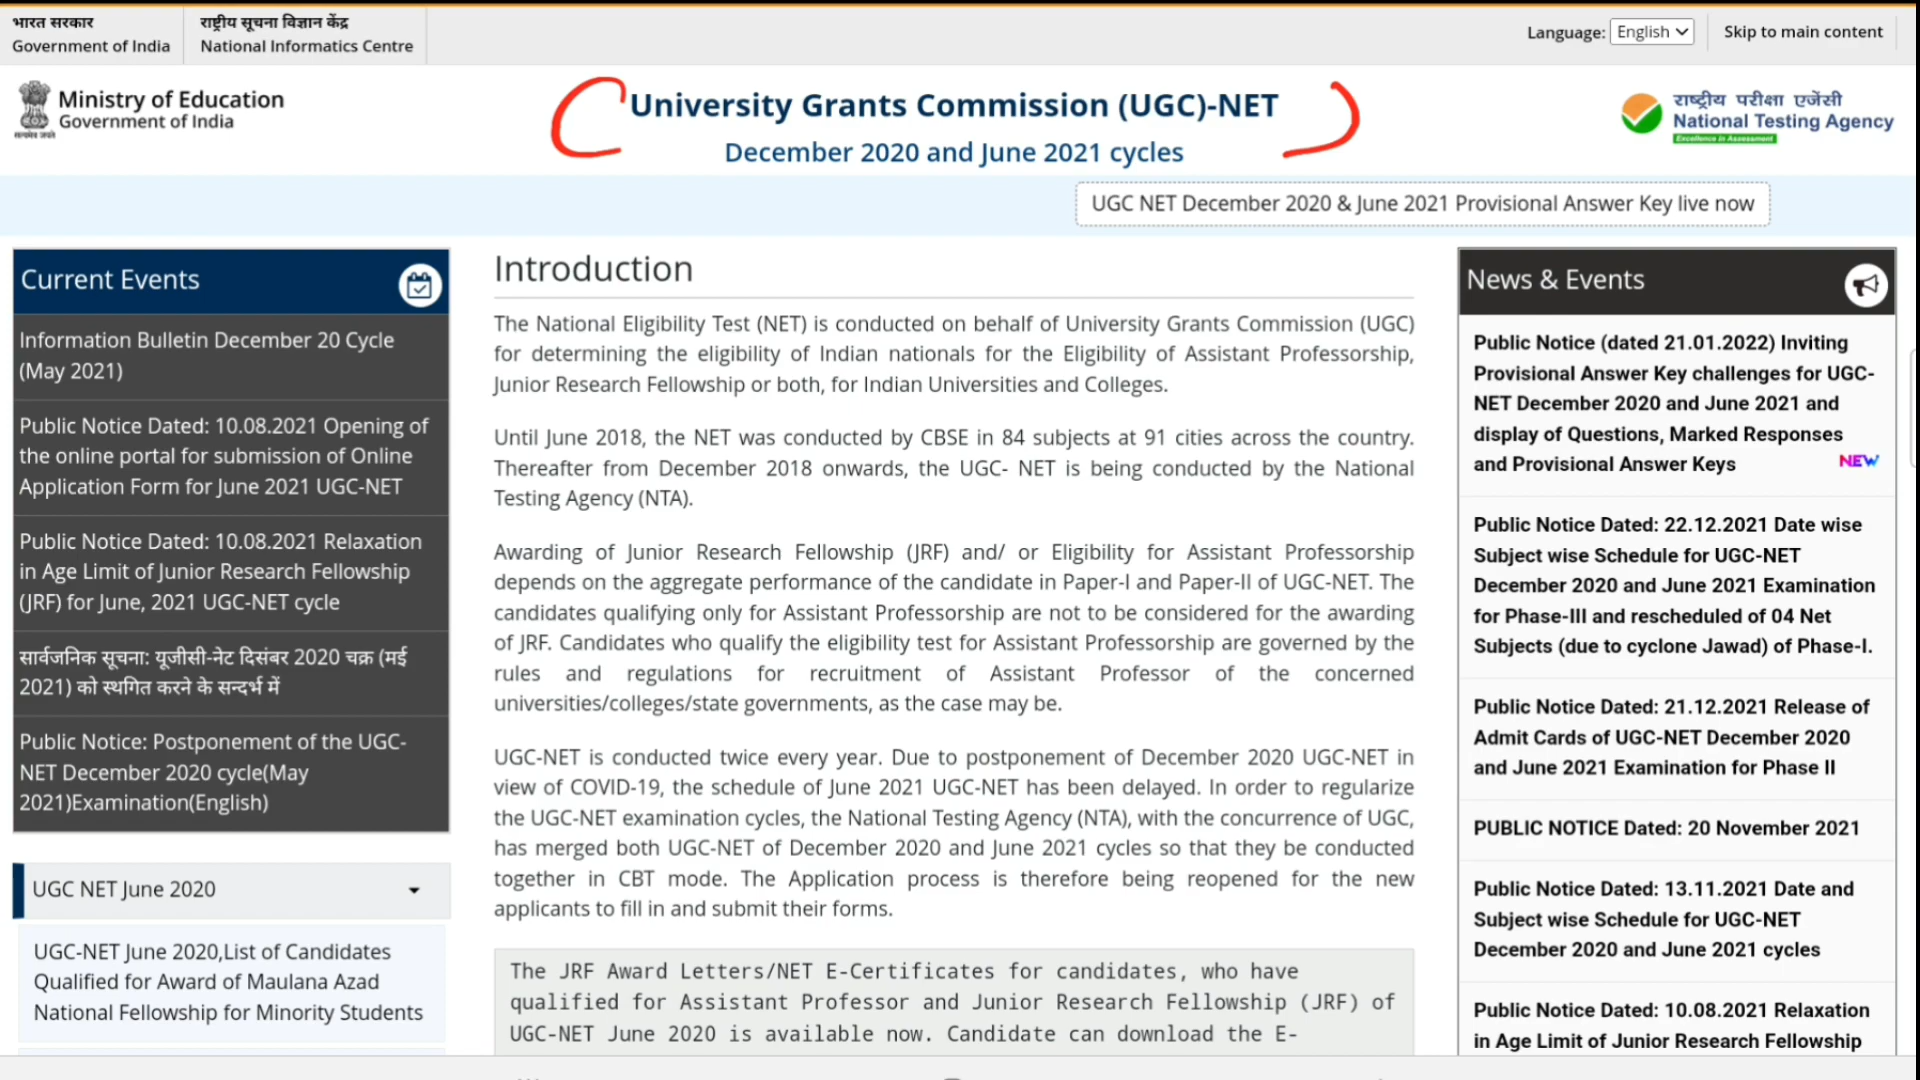 भारत सरकार
Government of India
राष्ट्रीय सूचना विज्ञान केंद्र
National Informatics Centre
Language: English
Skip to main content
Ministry of Education
Government of India
सत्यमेव जयते
University Grants Commission (UGC)-NET
December 2020 and June 2021 cycles
राष्ट्रीय परीक्षा एजेंसी
National Testing Agency
Excellence in Assessment
UGC NET December 2020 & June 2021 Provisional Answer Key live now
Current Events
Information Bulletin December 20 Cycle
(May 2021)
Public Notice Dated: 10.08.2021 Opening of
the online portal for submission of Online
Application Form for June 2021 UGC-NET
Public Notice Dated: 10.08.2021 Relaxation
in Age Limit of Junior Research Fellowship
(JRF) for June, 2021 UGC-NET cycle
सार्वजनिक सूचना: यूजीसी-नेट दिसंबर 2020 चक्र (मई
2021) को स्थगित करने के सन्दर्भ में
Public Notice: Postponement of the UGC-
NET December 2020 cycle(May
2021)Examination(English)
UGC NET June 2020
UGC-NET June 2020,List of Candidates
Qualified for Award of Maulana Azad
National Fellowship for Minority Students
Introduction
The National Eligibility Test (NET) is conducted on behalf of University Grants Commission (UGC)
for determining the eligibility of Indian nationals for the Eligibility of Assistant Professorship,
Junior Research Fellowship or both, for Indian Universities and Colleges.
Until June 2018, the NET was conducted by CBSE in 84 subjects at 91 cities across the country.
Thereafter from December 2018 onwards, the UGC- NET is being conducted by the National
Testing Agency (NTA).
Awarding of Junior Research Fellowship (JRF) and/ or Eligibility for Assistant Professorship
depends on the aggregate performance of the candidate in Paper-I and Paper-II of UGC-NET. The
candidates qualifying only for Assistant Professorship are not to be considered for the awarding
of JRF. Candidates who qualify the eligibility test for Assistant Professorship are governed by the
rules and regulations for recruitment of Assistant Professor of the concerned
universities/colleges/state governments, as the case may be.
UGC-NET is conducted twice every year. Due to postponement of December 2020 UGC-NET in
view of COVID-19, the schedule of June 2021 UGC-NET has been delayed. In order to regularize
the UGC-NET examination cycles, the National Testing Agency (NTA), with the concurrence of UGC,
has merged both UGC-NET of December 2020 and June 2021 cycles so that they be conducted
together in CBT mode. The Application process is therefore being reopened for the new
applicants to fill in and submit their forms.
The JRF Award Letters/NET E-Certificates for candidates, who have
qualified for Assistant Professor and Junior Research Fellowship (JRF) of
UGC-NET June 2020 is available now. Candidate can download the E-
News & Events
Public Notice (dated 21.01.2022) Inviting
Provisional Answer Key challenges for UGC-
NET December 2020 and June 2021 and
display of Questions, Marked Responses
and Provisional Answer Keys NEW
Public Notice Dated: 22.12.2021 Date wise
Subject wise Schedule for UGC-NET
December 2020 and June 2021 Examination
for Phase-III and rescheduled of 04 Net
Subjects (due to cyclone Jawad) of Phase-I.
Public Notice Dated: 21.12.2021 Release of
Admit Cards of UGC-NET December 2020
and June 2021 Examination for Phase II
PUBLIC NOTICE Dated: 20 November 2021
Public Notice Dated: 13.11.2021 Date and
Subject wise Schedule for UGC-NET
December 2020 and June 2021 cycles
Public Notice Dated: 10.08.2021 Relaxation
in Age Limit of Junior Research Fellowship